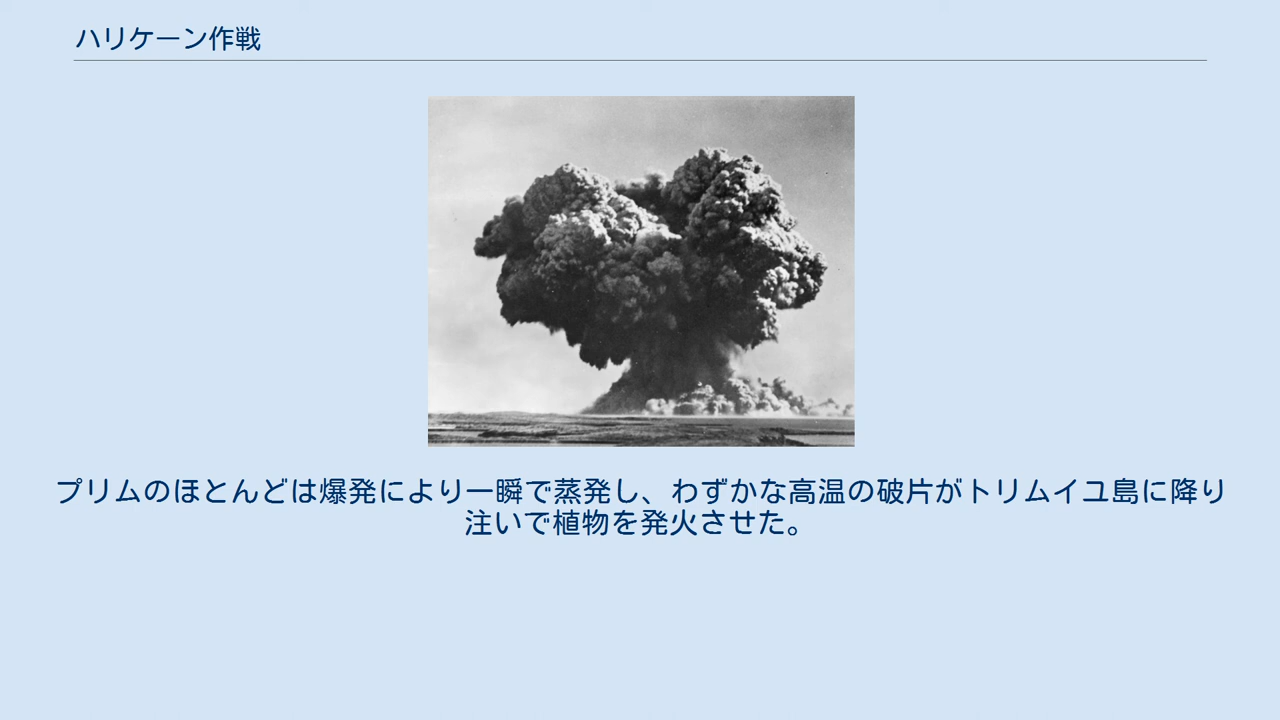 ハリケーン作戦
プリムのほとんどは爆発により一瞬で蒸発し、わずかな高温の破片がトリムイユ島に降り
注いで植物を発火させた。